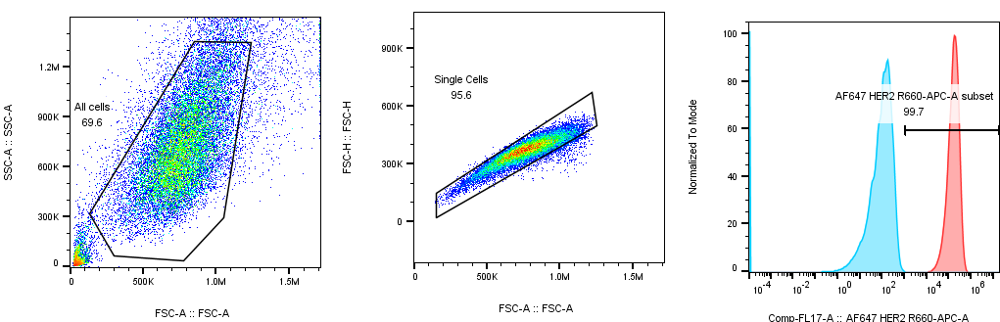 SSC-A :: SSC-A
1.2M
900K
600K
300K
0
All cells
69.6
0
500K
1.0M
1.5M
FSC-A :: FSC-A
FSC-H :: FSC-H
900K
600K
300K
0
Single Cells
95.6
0
500K
1.0M
1.5M
FSC-A :: FSC-A
Normalized To Mode
100
80
60
40
20
0
AF647 HER2 R660-APC-A subset
99.7
10^-4
10^-2
10^0
10^2
10^4
10^6
Comp-FL17-A :: AF647 HER2 R660-APC-A